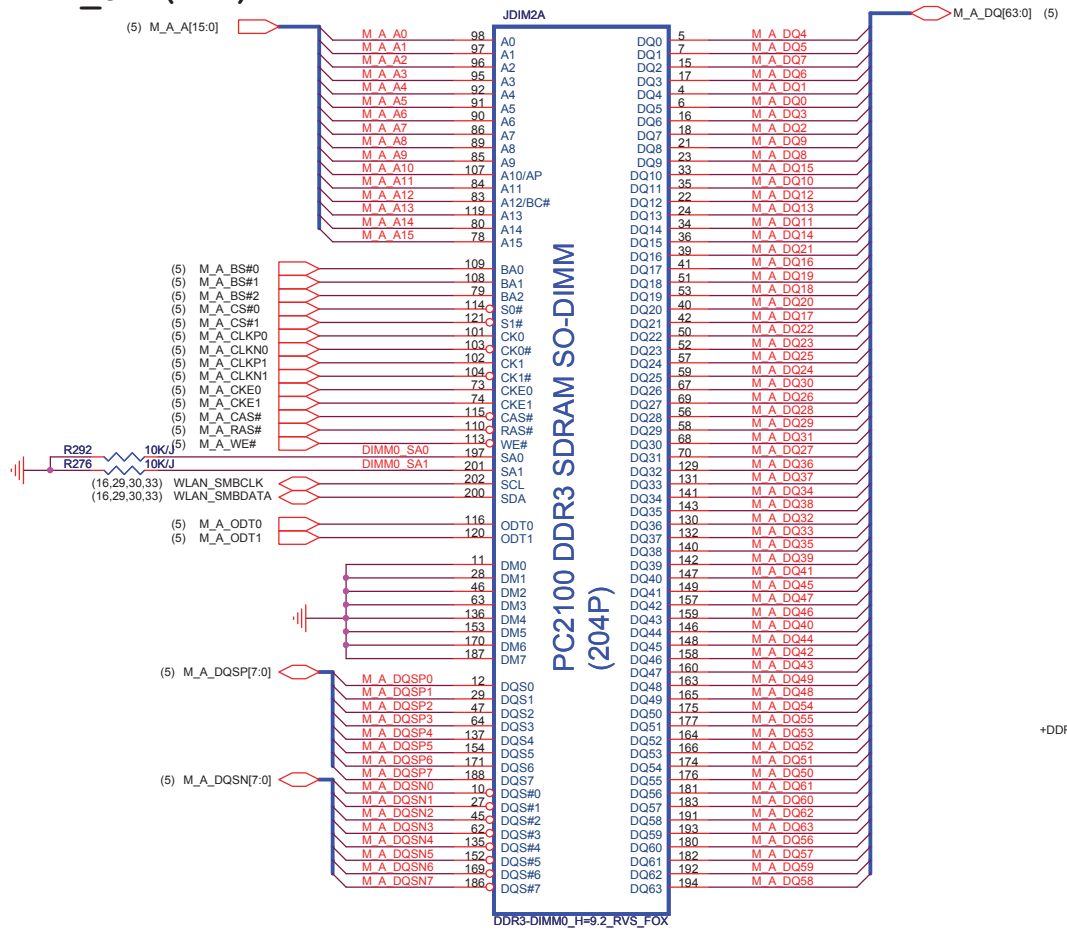 JDIM2A
(5) M_A_A[15:0]
M_A_DQ[63:0] (5)
M_A_A0 98 A0 DQ0 5 M_A_DQ4
M_A_A1 97 A1 DQ1 7 M_A_DQ5
M_A_A2 96 A2 DQ2 15 M_A_DQ7
M_A_A3 95 A3 DQ3 17 M_A_DQ6
M_A_A4 92 A4 DQ4 4 M_A_DQ1
M_A_A5 91 A5 DQ5 6 M_A_DQ0
M_A_A6 90 A6 DQ6 16 M_A_DQ3
M_A_A7 86 A7 DQ7 18 M_A_DQ2
M_A_A8 89 A8 DQ8 21 M_A_DQ9
M_A_A9 85 A9 DQ9 23 M_A_DQ8
M_A_A10 107 A10/AP DQ10 33 M_A_DQ15
M_A_A11 84 A11 DQ11 35 M_A_DQ10
M_A_A12 83 A12/BC# DQ12 22 M_A_DQ12
M_A_A13 119 A13 DQ13 24 M_A_DQ13
M_A_A14 80 A14 DQ14 34 M_A_DQ11
M_A_A15 78 A15 DQ15 36 M_A_DQ14
DQ16 39 M_A_DQ21
(5) M_A_BS#0 109 BA0 DQ17 41 M_A_DQ16
(5) M_A_BS#1 108 BA1 DQ18 51 M_A_DQ19
(5) M_A_BS#2 79 BA2 DQ19 53 M_A_DQ18
(5) M_A_CS#0 114 S0# DQ20 40 M_A_DQ20
(5) M_A_CS#1 121 S1# DQ21 42 M_A_DQ17
(5) M_A_CLKP0 101 CK0 DQ22 50 M_A_DQ22
(5) M_A_CLKN0 103 CK0# DQ23 52 M_A_DQ23
(5) M_A_CLKP1 102 CK1 DQ24 57 M_A_DQ25
(5) M_A_CLKN1 104 CK1# DQ25 59 M_A_DQ24
(5) M_A_CKE0 73 CKE0 DQ26 67 M_A_DQ30
(5) M_A_CKE1 74 CKE1 DQ27 69 M_A_DQ26
(5) M_A_CAS# 115 CAS# DQ28 56 M_A_DQ28
(5) M_A_RAS# 110 RAS# DQ29 58 M_A_DQ29
(5) M_A_WE# 113 WE# DQ30 68 M_A_DQ31
R292 10K/J DIMM0_SA0 197 SA0 DQ31 70 M_A_DQ27
R276 10K/J DIMM0_SA1 201 SA1 DQ32 129 M_A_DQ36
(16,29,30,33) WLAN_SMBCLK 202 SCL DQ33 131 M_A_DQ37
(16,29,30,33) WLAN_SMBDATA 200 SDA DQ34 141 M_A_DQ34
DQ35 143 M_A_DQ38
(5) M_A_ODT0 116 ODT0 DQ36 130 M_A_DQ32
(5) M_A_ODT1 120 ODT1 DQ37 132 M_A_DQ33
DQ38 140 M_A_DQ35
11 DM0 DQ39 142 M_A_DQ39
28 DM1 DQ40 147 M_A_DQ41
46 DM2 DQ41 149 M_A_DQ45
63 DM3 DQ42 157 M_A_DQ47
136 DM4 DQ43 159 M_A_DQ46
153 DM5 DQ44 146 M_A_DQ40
170 DM6 DQ45 148 M_A_DQ44
187 DM7 DQ46 158 M_A_DQ42
(5) M_A_DQSP[7:0] DQ47 160 M_A_DQ43
M_A_DQSP0 12 DQS0 DQ48 163 M_A_DQ49
M_A_DQSP1 29 DQS1 DQ49 165 M_A_DQ48
M_A_DQSP2 47 DQS2 DQ50 175 M_A_DQ54
M_A_DQSP3 64 DQS3 DQ51 177 M_A_DQ55
M_A_DQSP4 137 DQS4 DQ52 164 M_A_DQ53
M_A_DQSP5 154 DQS5 DQ53 166 M_A_DQ52
M_A_DQSP6 171 DQS6 DQ54 174 M_A_DQ51
M_A_DQSP7 188 DQS7 DQ55 176 M_A_DQ50
(5) M_A_DQSN[7:0]
M_A_DQSN0 10 DQS#0 DQ56 181 M_A_DQ61
M_A_DQSN1 27 DQS#1 DQ57 183 M_A_DQ60
M_A_DQSN2 45 DQS#2 DQ58 191 M_A_DQ62
M_A_DQSN3 62 DQS#3 DQ59 193 M_A_DQ63
M_A_DQSN4 135 DQS#4 DQ60 180 M_A_DQ56
M_A_DQSN5 152 DQS#5 DQ61 182 M_A_DQ57
M_A_DQSN6 169 DQS#6 DQ62 192 M_A_DQ59
M_A_DQSN7 186 DQS#7 DQ63 194 M_A_DQ58
PC2100 DDR3 SDRAM SO-DIMM
(204P)
DDR3-DIMM0_H=9.2_RVS_FOX